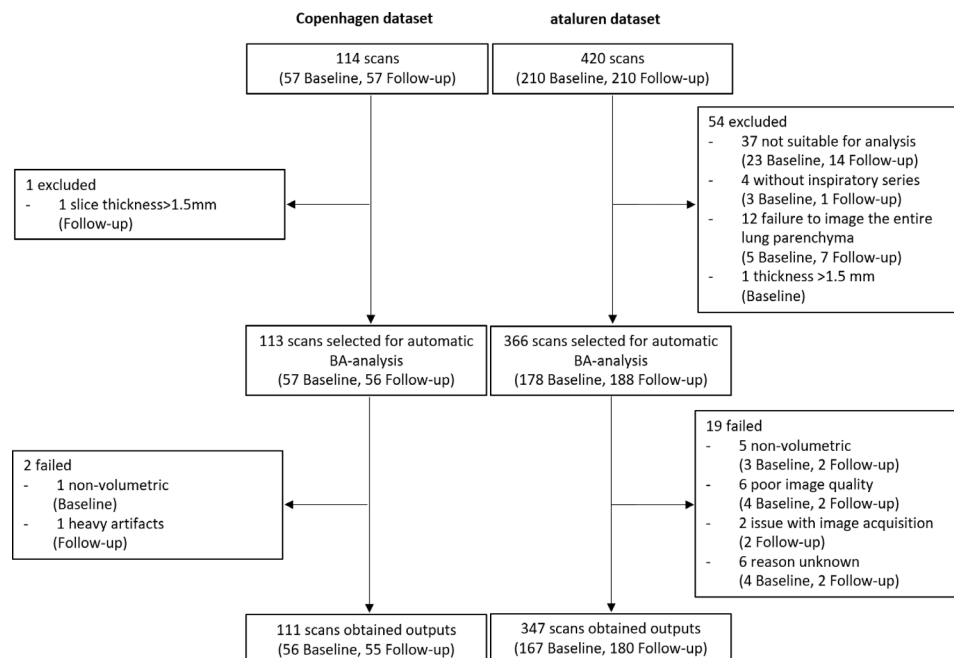 Copenhagen dataset
ataluren dataset
114 scans
(57 Baseline, 57 Follow-up)
420 scans
(210 Baseline, 210 Follow-up)
54 excluded
- 37 not suitable for analysis
(23 Baseline, 14 Follow-up)
- 4 without inspiratory series
(3 Baseline, 1 Follow-up)
- 12 failure to image the entire
lung parenchyma
(5 Baseline, 7 Follow-up)
- 1 thickness >1.5 mm
(Baseline)
1 excluded
- 1 slice thickness>1.5mm
(Follow-up)
113 scans selected for automatic
BA-analysis
(57 Baseline, 56 Follow-up)
366 scans selected for automatic
BA-analysis
(178 Baseline, 188 Follow-up)
19 failed
- 5 non-volumetric
(3 Baseline, 2 Follow-up)
- 6 poor image quality
(4 Baseline, 2 Follow-up)
- 2 issue with image acquisition
(2 Follow-up)
- 6 reason unknown
(4 Baseline, 2 Follow-up)
2 failed
- 1 non-volumetric
(Baseline)
- 1 heavy artifacts
(Follow-up)
111 scans obtained outputs
(56 Baseline, 55 Follow-up)
347 scans obtained outputs
(167 Baseline, 180 Follow-up)